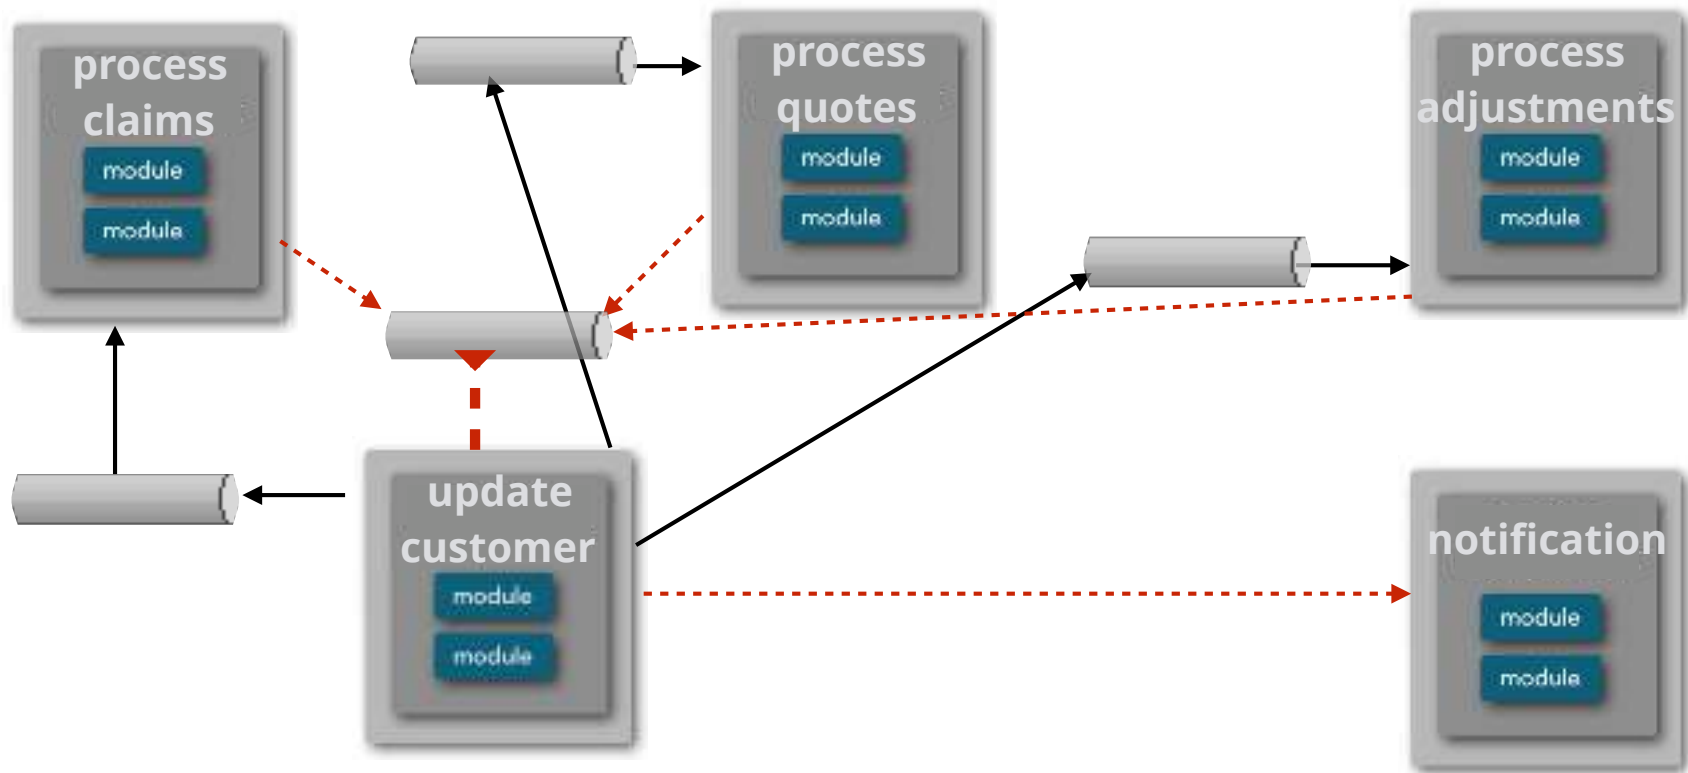 process
claims
module
module
process
quotes
module
module
process
adjustments
module
module
update
customer
module
module
notification
module
module